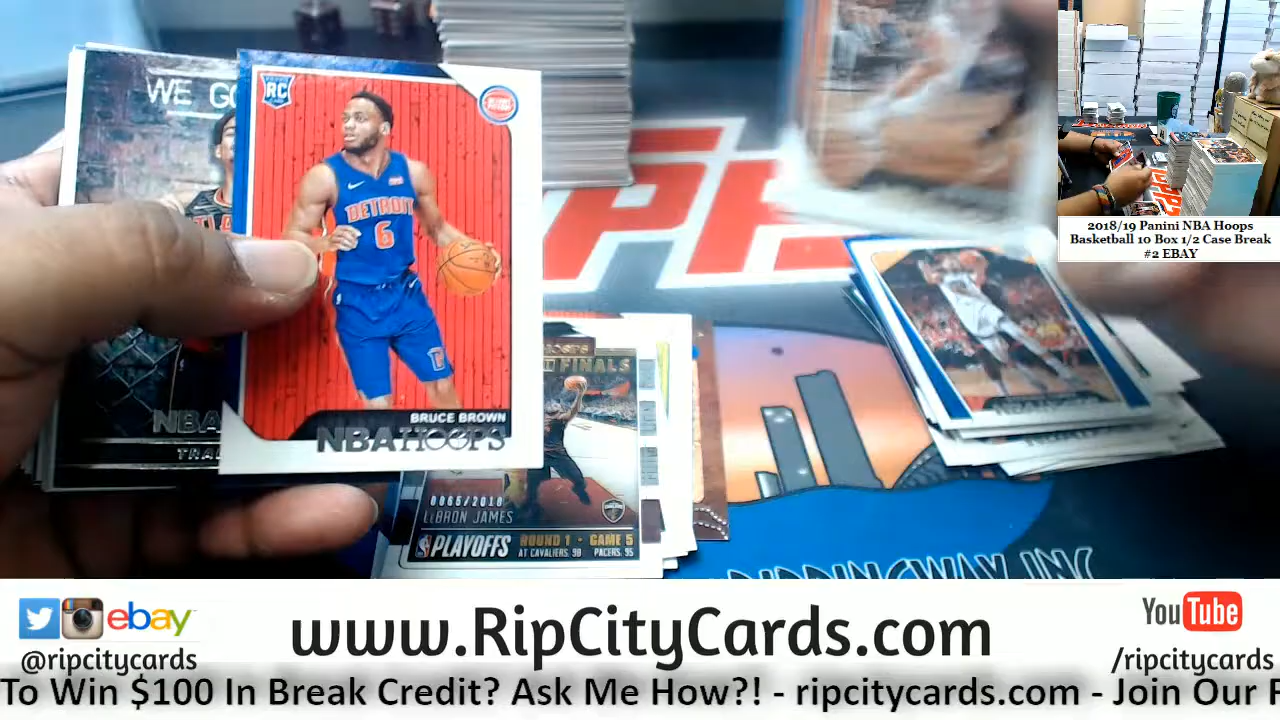 WE GO
RC
DETROIT
6
BRUCE BROWN
NBA HOOPS
NBA
FINALS
0065/2018
LEBRON JAMES
PLAYOFFS
ROUND 1 · GAME 5
AT CAVALIERS, 98 PACERS, 95
2018/19 Panini NBA Hoops
Basketball 10 Box 1/2 Case Break
#2 EBAY
ebay
@ripcitycards
www.RipCityCards.com
YouTube
/ripcitycards
To Win $100 In Break Credit? Ask Me How?! - ripcitycards.com - Join Our F